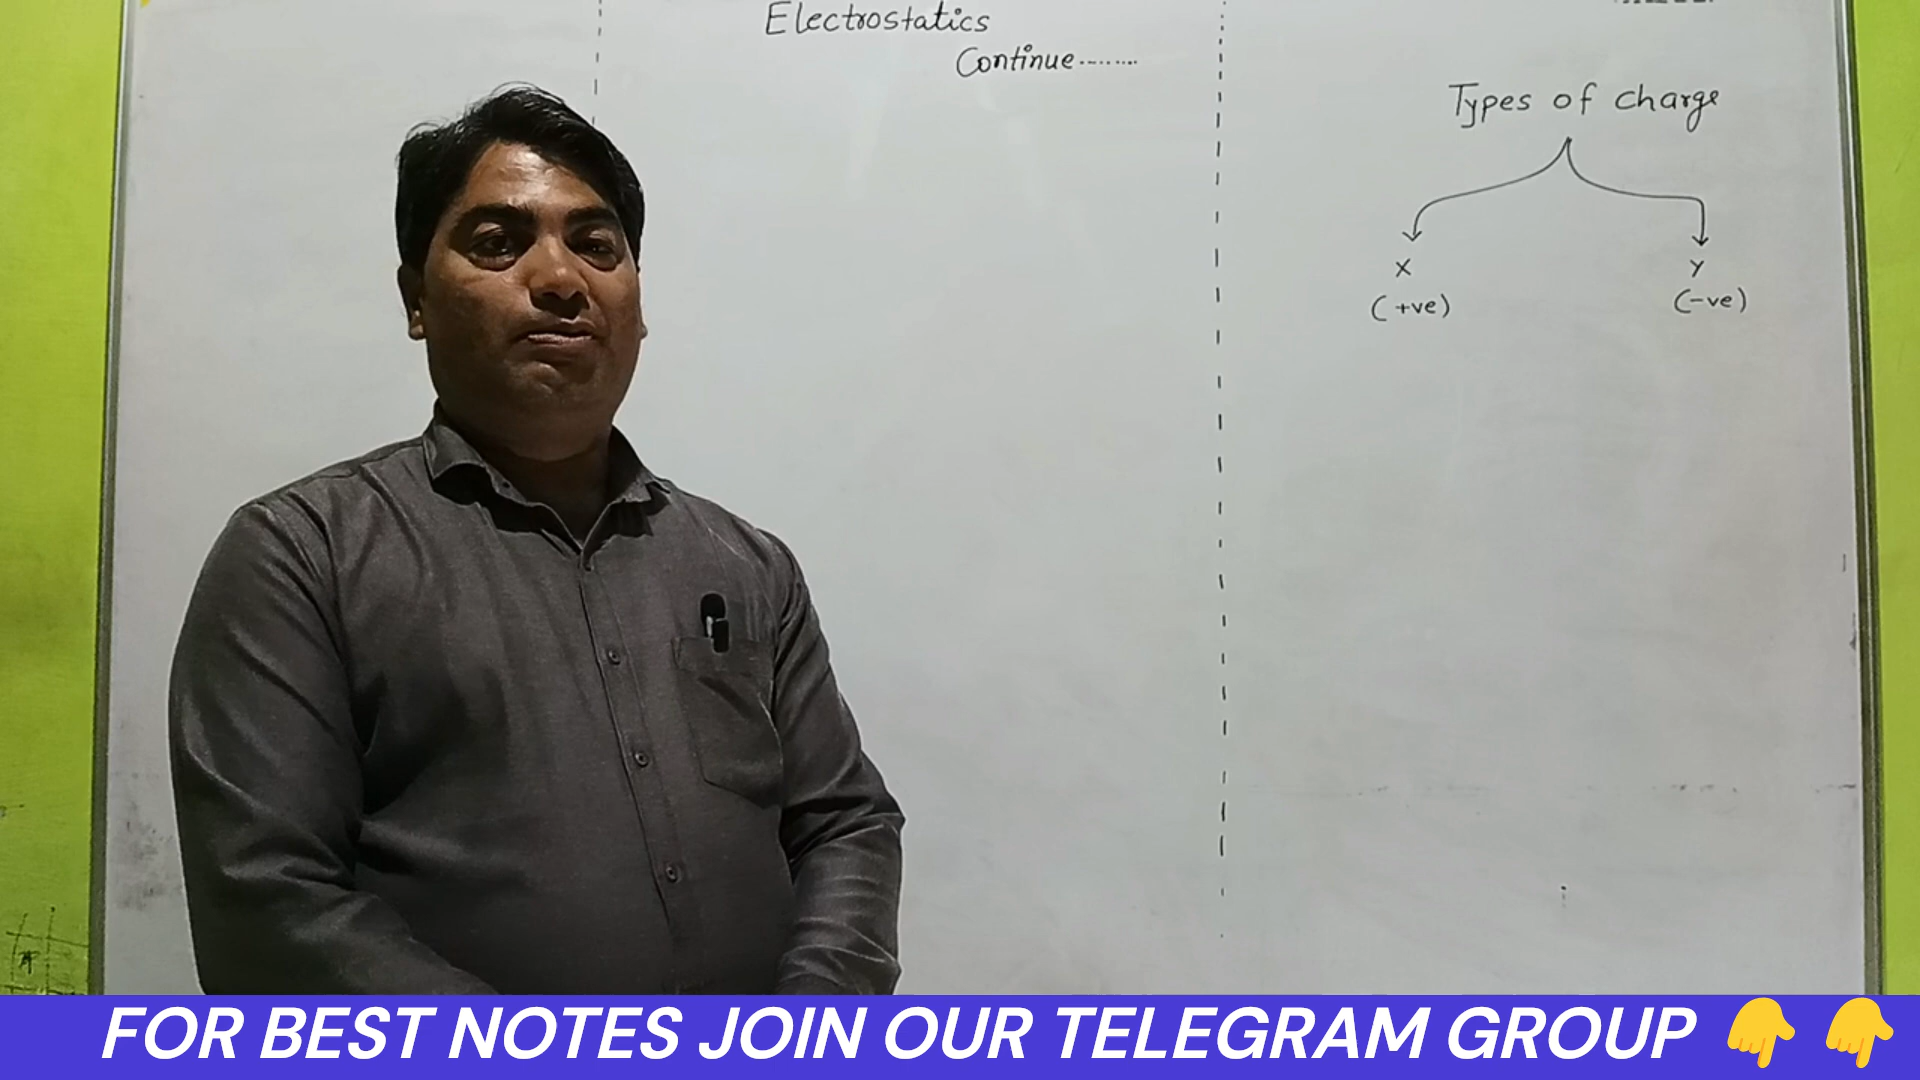 Electrostatics
Continue........
Types of charge
X
Y
(+ve)
(-ve)
FOR BEST NOTES JOIN OUR TELEGRAM GROUP 👇 👇